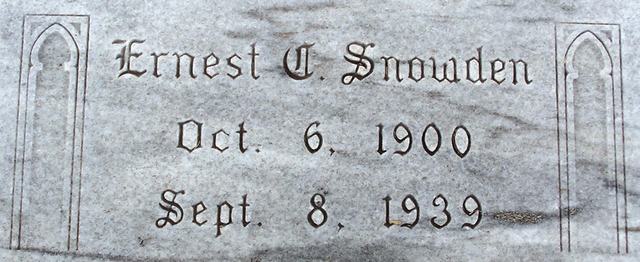 Ernest C. Snowden
Oct. 6, 1900
Sept. 8, 1939